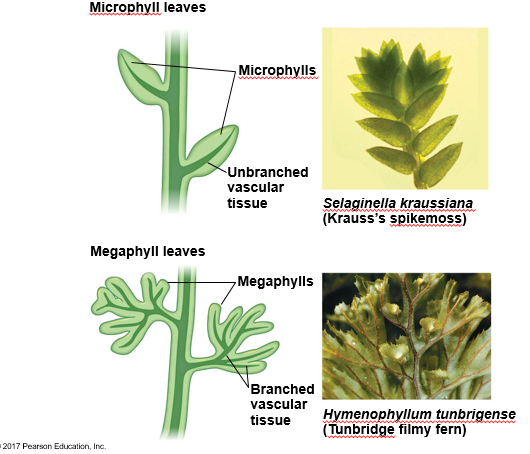 Microphyll leaves
Microphylls
Unbranched
vascular
tissue
Selaginella kraussiana
(Krauss's spikemoss)
Megaphyll leaves
Megaphylls
Branched
vascular
tissue
Hymenophyllum tunbrigense
(Tunbridge filmy fern)
2017 Pearson Education, Inc.